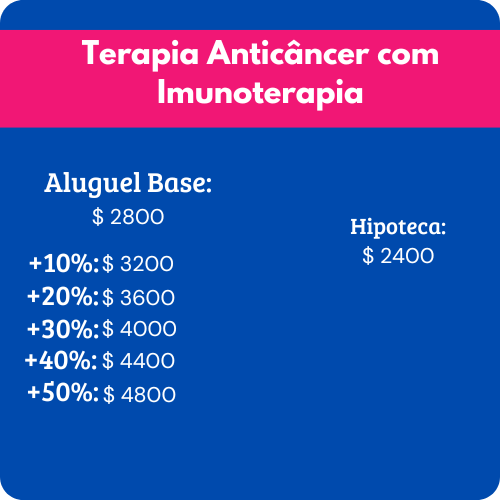 Terapia Anticâncer com
Imunoterapia
Aluguel Base:
$ 2800
+10%: $ 3200
+20%: $ 3600
+30%: $ 4000
+40%: $ 4400
+50%: $ 4800
Hipoteca:
$ 2400